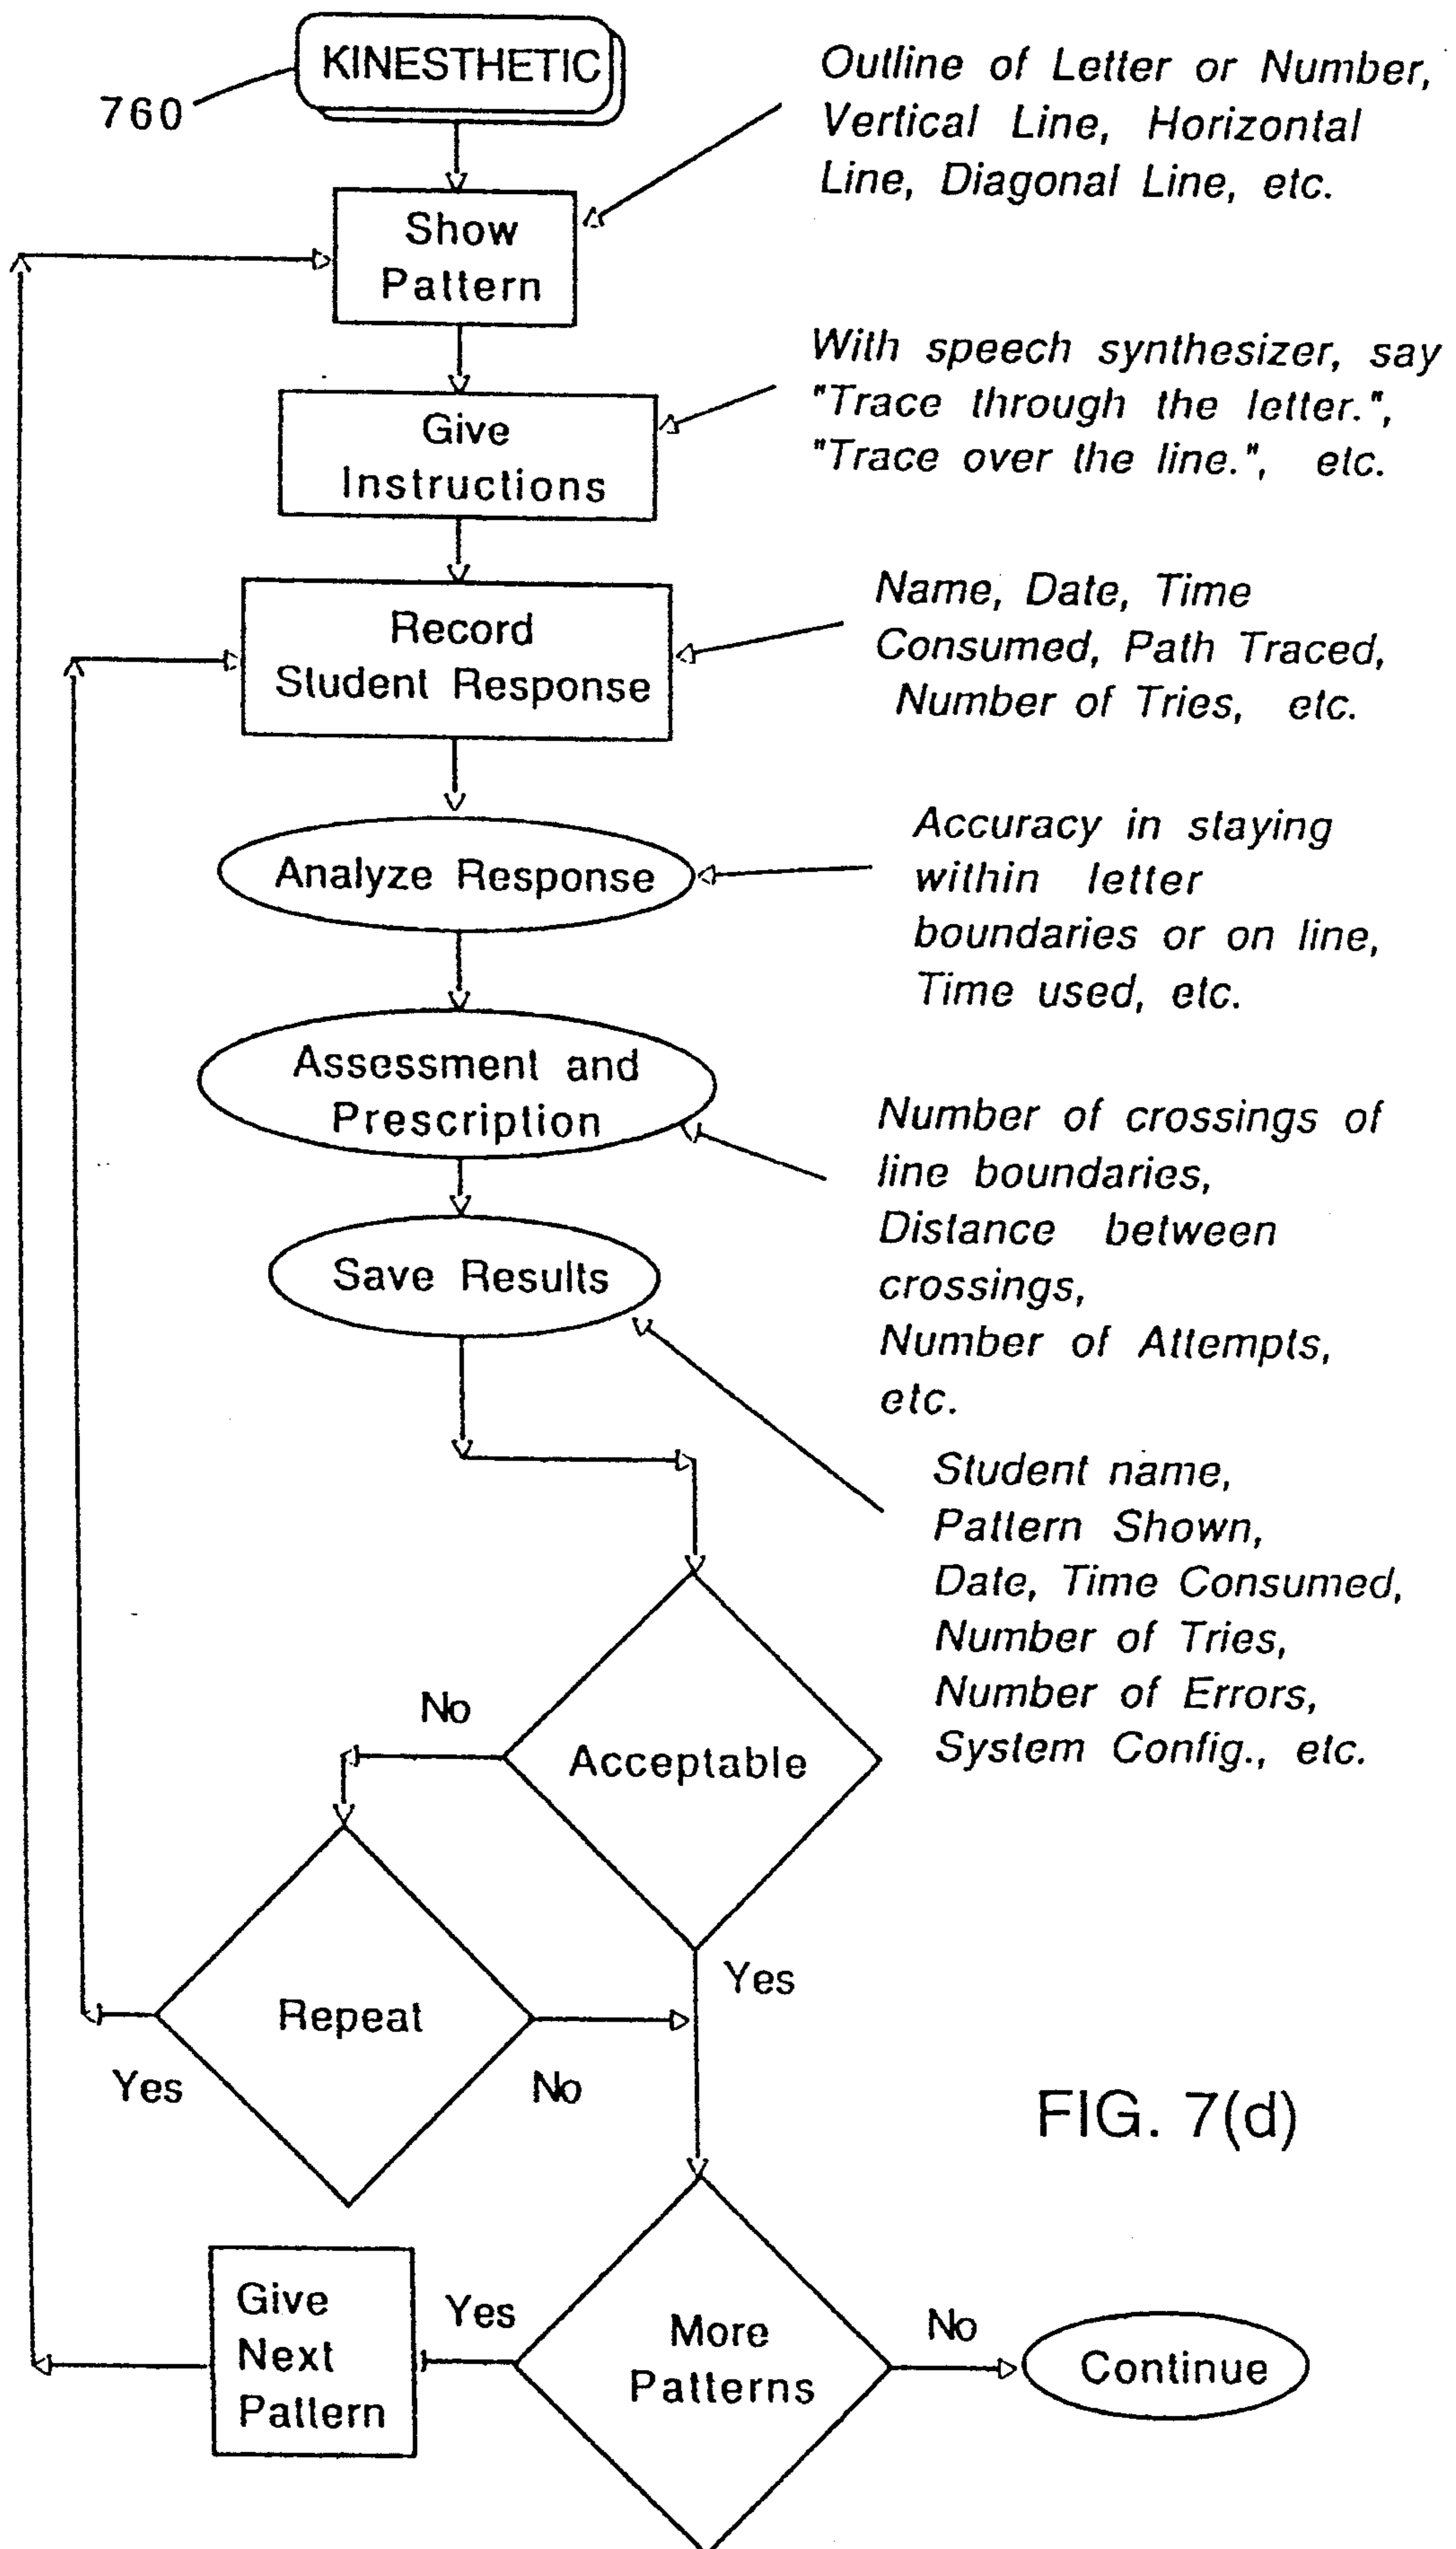 KINESTHETIC
760
Outline of Letter or Number,
Vertical Line, Horizontal
Line, Diagonal Line, etc.
Show
Pattern
With speech synthesizer, say
"Trace through the letter.",
"Trace over the line.", etc.
Give
Instructions
Record
Student Response
Name, Date, Time
Consumed, Path Traced,
Number of Tries, etc.
Analyze Response
Accuracy in staying
within letter
boundaries or on line,
Time used, etc.
Assessment and
Prescription
Number of crossings of
line boundaries,
Distance between
crossings,
Number of Attempts,
etc.
Save Results
Student name,
Pattern Shown,
Date, Time Consumed,
Number of Tries,
Number of Errors,
System Config., etc.
No
Acceptable
Yes
Repeat
Yes
No
FIG. 7(d)
Give
Next
Pattern
Yes
More
Patterns
No
Continue